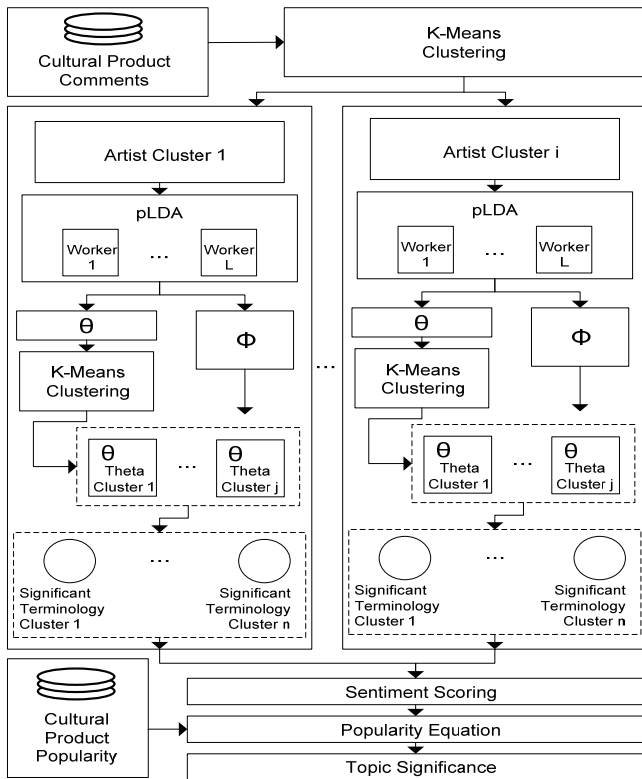 Cultural Product
Comments
K-Means
Clustering
Artist Cluster 1
pLDA
Worker
1
...
Worker
L
Θ
Φ
K-Means
Clustering
Θ
Theta
Cluster 1
...
Θ
Theta
Cluster j
...
Significant
Terminology
Cluster 1
Significant
Terminology
Cluster n
...
Artist Cluster i
pLDA
Worker
1
...
Worker
L
Θ
Φ
K-Means
Clustering
Θ
Theta
Cluster 1
...
Θ
Theta
Cluster j
...
Significant
Terminology
Cluster 1
Significant
Terminology
Cluster n
Cultural
Product
Popularity
Sentiment Scoring
Popularity Equation
Topic Significance